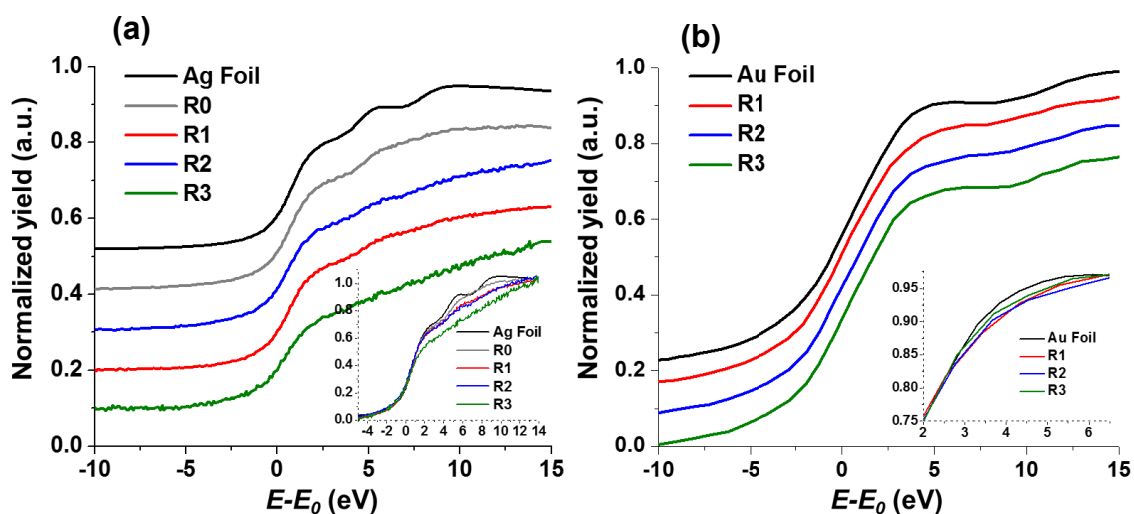 (a)
Normalized yield (a.u.)
1.0
0.8
0.6
0.4
0.2
0.0
Ag Foil
R0
R1
R2
R3
-10
-5
0
5
10
15
E-E0 (eV)
1.0
0.8
0.6
0.4
0.2
0.0
Ag Foil
R0
R1
R2
R3
-4
-2
0
2
4
6
8
10
12
14
(b)
Normalized yield (a.u.)
1.0
0.8
0.6
0.4
0.2
0.0
Au Foil
R1
R2
R3
-10
-5
0
5
10
15
E-E0 (eV)
0.95
0.90
0.85
0.80
0.75
Au Foil
R1
R2
R3
2
3
4
5
6